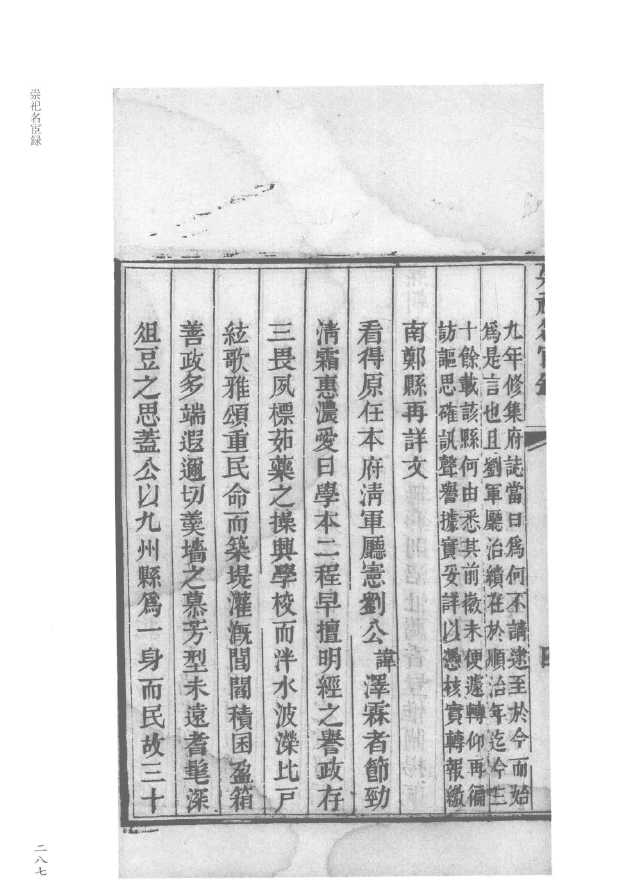 崇祀名宦録
九年修集府誌當日爲何不請逮至於今而始
爲是言也且劉軍廳治績在於順治年迄今三
十餘載該縣何由悉其前徽未便遽轉仰再備
訪謳思確訊聲譽據實妥詳以憑核實轉報繳
南鄭縣再詳文
看得原任本府清軍廳憲劉公諱澤霖者節勁
清霜惠濃愛日學本二程早擅明經之譽政存
三畏夙標茹蘗之操興學校而泮水波濚比戸
絃歌雅頌重民命而築堤灌溉閭閻積困盈箱
善政多端遐邇切羹墻之慕芳型未遠耆髦深
俎豆之思蓋公以九州縣爲一身而民故三十
二八七